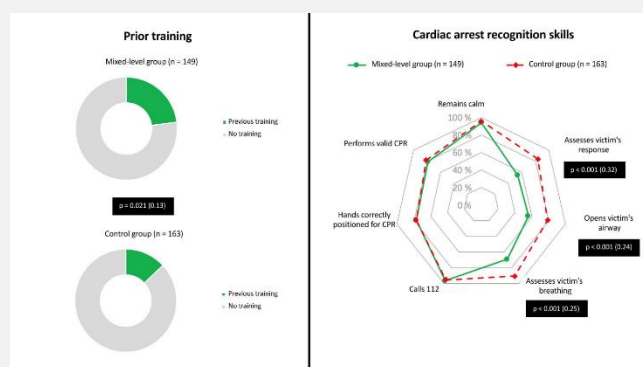 Prior training
Mixed-level group (n = 149)
Previous training
No training
p = 0.021 (0.13)
Control group (n = 163)
Previous training
No training
Cardiac arrest recognition skills
Mixed-level group (n = 149)
Control group (n = 163)
Remains calm
100 %
80 %
60 %
40 %
20 %
0 %
Performs valid CPR
Assesses victim's
response
p < 0.001 (0.32)
Hands correctly
positioned for CPR
Opens victim's
airway
p < 0.001 (0.24)
Calls 112
Assesses victim's
breathing
p < 0.001 (0.25)